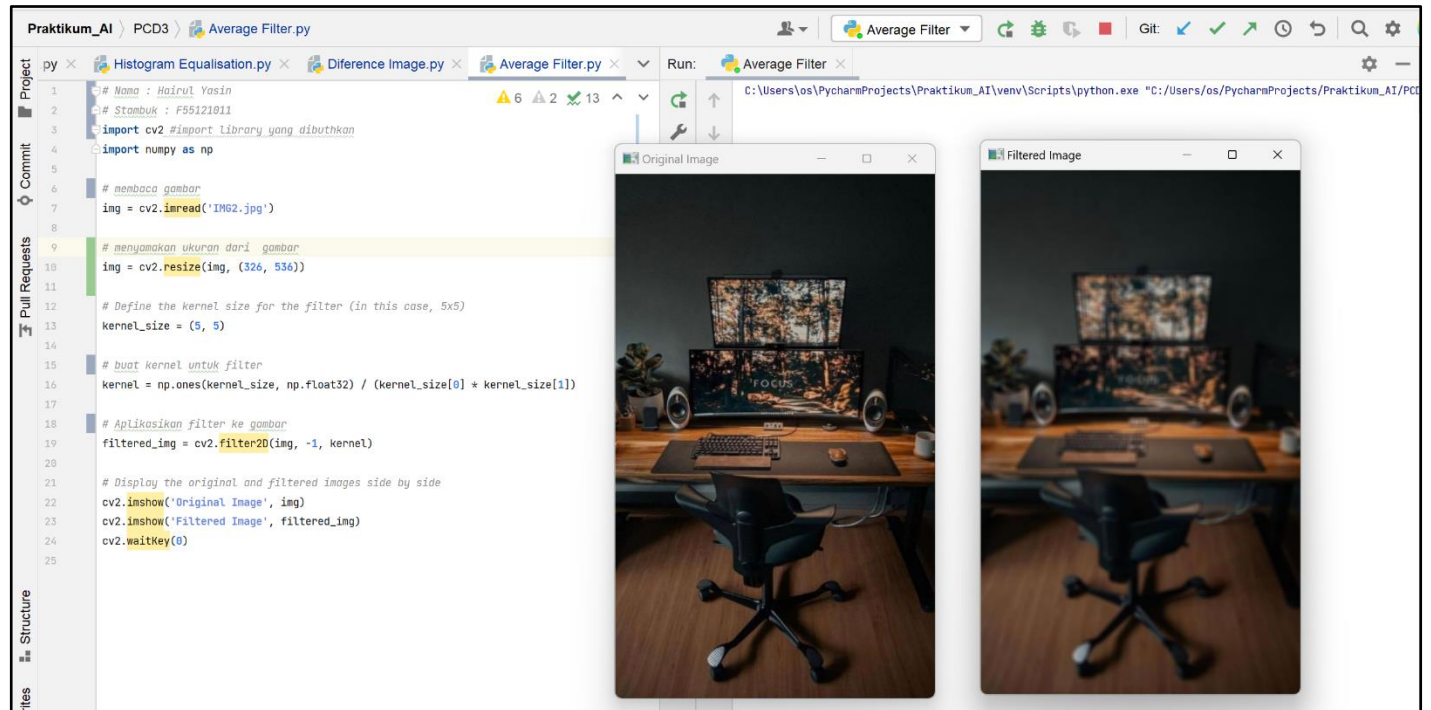 Praktikum_AI > PCD3 > Average Filter.py
Average Filter
Git:
Project
Commit
Pull Requests
Structure
py
Histogram Equalisation.py
Diference Image.py
Average Filter.py
6 2 13
1 # Nama : Hairul Yasin
2 # Stambuk : F55121011
3 import cv2 #import library yang dibuthkan
4 import numpy as np
5
6 # membaca gambar
7 img = cv2.imread('IMG2.jpg')
8
9 # menyamakan ukuran dari  gambar
10 img = cv2.resize(img, (326, 536))
11
12 # Define the kernel size for the filter (in this case, 5x5)
13 kernel_size = (5, 5)
14
15 # buat kernel untuk filter
16 kernel = np.ones(kernel_size, np.float32) / (kernel_size[0] * kernel_size[1])
17
18 # Aplikasikan filter ke gambar
19 filtered_img = cv2.filter2D(img, -1, kernel)
20
21 # Display the original and filtered images side by side
22 cv2.imshow('Original Image', img)
23 cv2.imshow('Filtered Image', filtered_img)
24 cv2.waitKey(0)
25
Run: Average Filter
C:\Users\os\PycharmProjects\Praktikum_AI\venv\Scripts\python.exe "C:/Users/os/PycharmProjects/Praktikum_AI/PCD
Original Image
FOCUS
Filtered Image
FOCUS